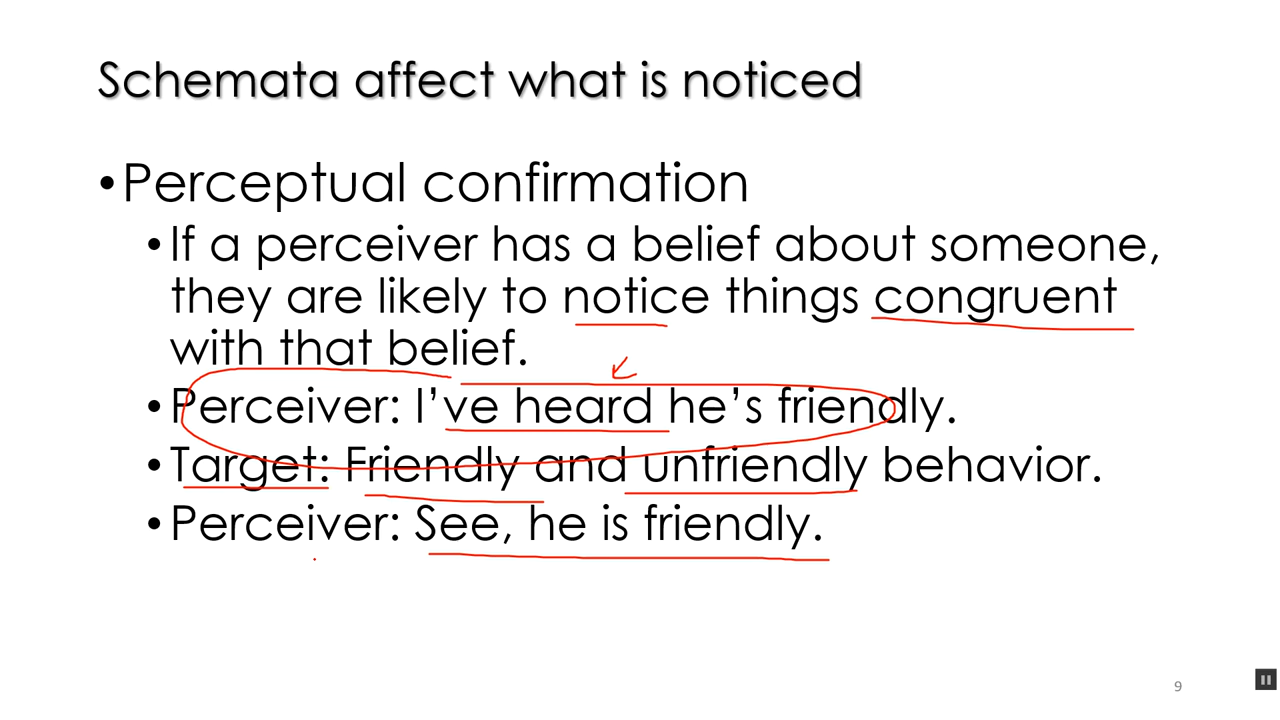 Schemata affect what is noticed
•Perceptual confirmation
•If a perceiver has a belief about someone,
they are likely to notice things congruent
with that belief.
•Perceiver: I’ve heard he’s friendly.
•Target: Friendly and unfriendly behavior.
•Perceiver: See, he is friendly.
9